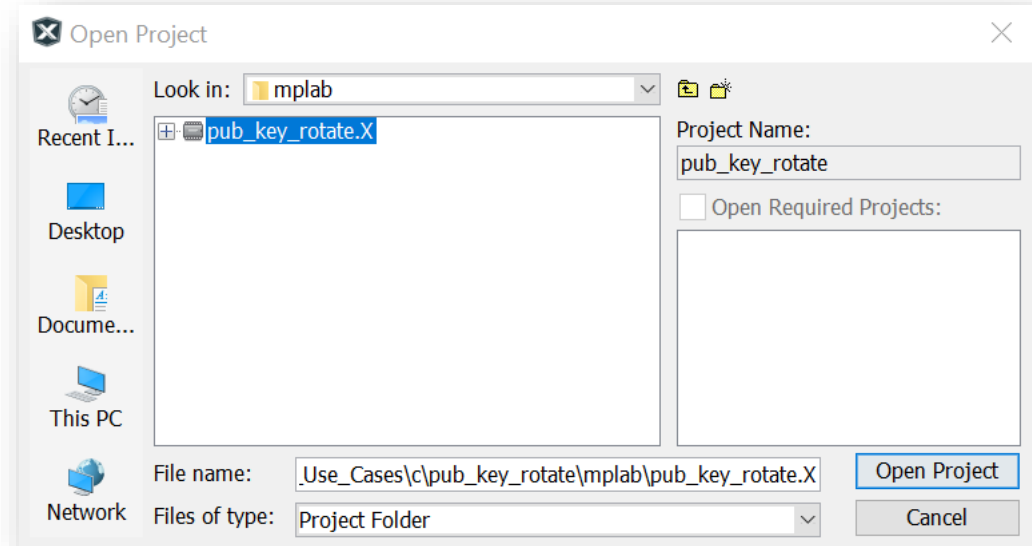 Open Project
Look in: mplab
Recent I...
pub_key_rotate.X
Project Name:
pub_key_rotate
Open Required Projects:
Desktop
Docume...
This PC
Network
File name: _Use_Cases\c\pub_key_rotate\mplab\pub_key_rotate.X
Open Project
Files of type: Project Folder
Cancel